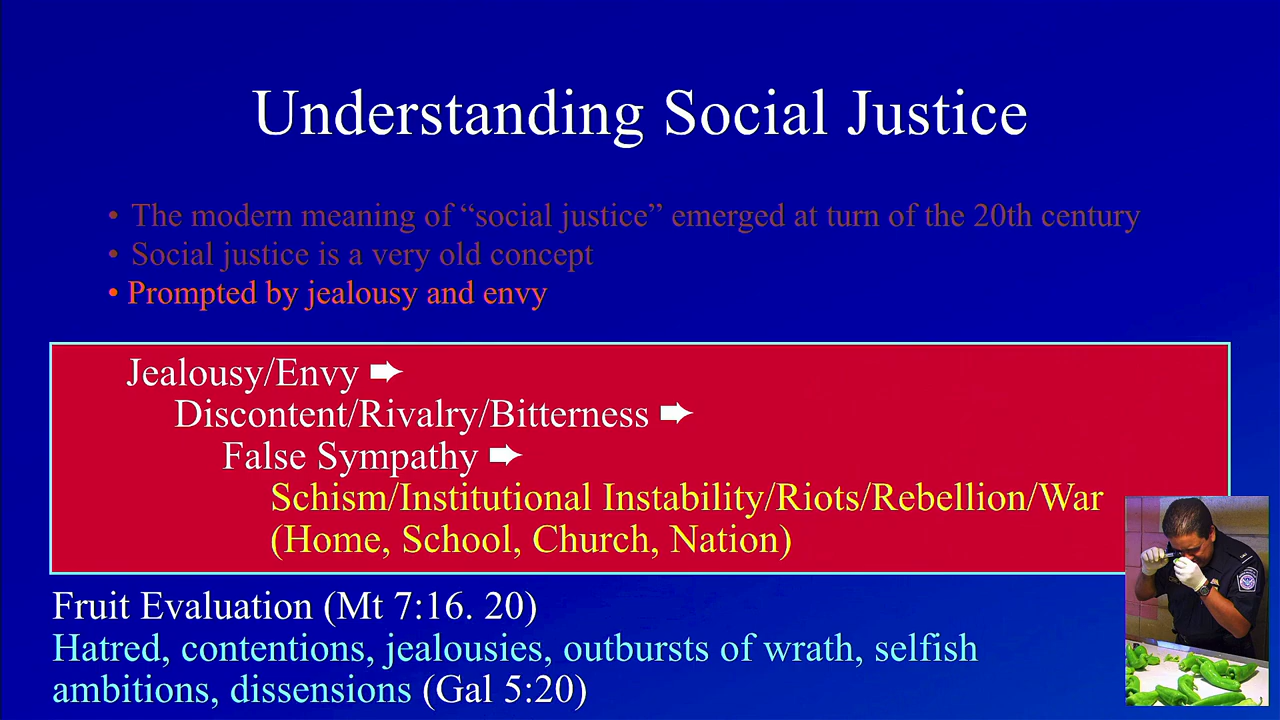 Understanding Social Justice
• The modern meaning of “social justice” emerged at turn of the 20th century
• Social justice is a very old concept
• Prompted by jealousy and envy
Jealousy/Envy ➨
Discontent/Rivalry/Bitterness ➨
False Sympathy ➨
Schism/Institutional Instability/Riots/Rebellion/War
(Home, School, Church, Nation)
Fruit Evaluation (Mt 7:16. 20)
Hatred, contentions, jealousies, outbursts of wrath, selfish
ambitions, dissensions (Gal 5:20)